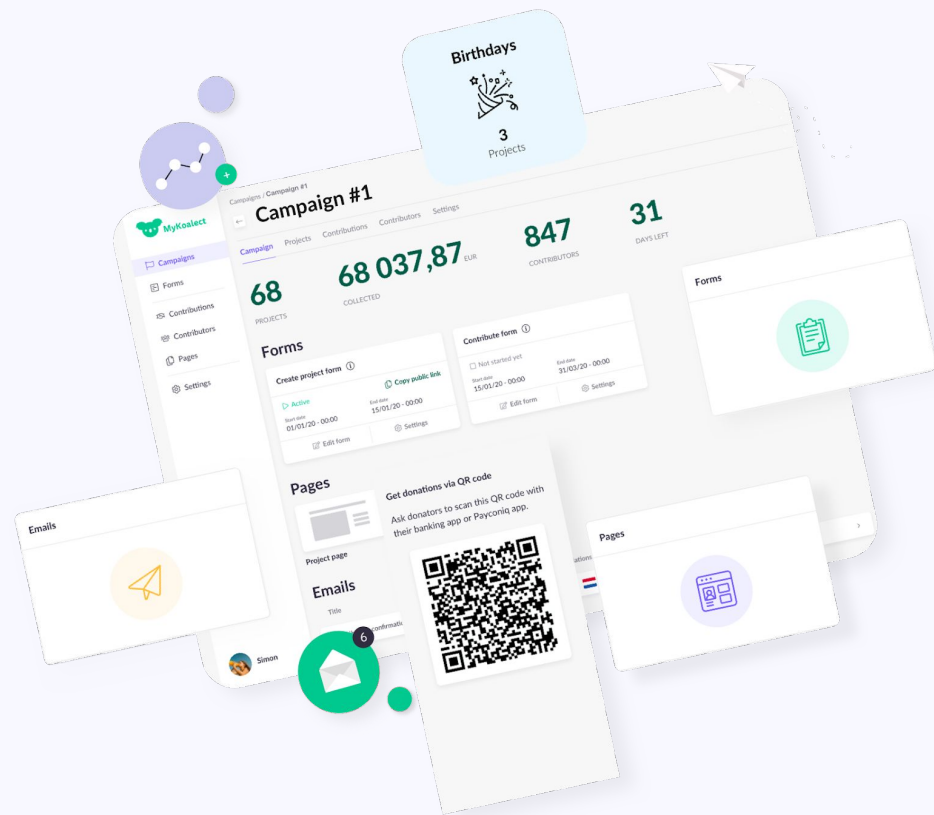 Birthdays
3
Projects
Campaigns / Campaign #1
Campaign #1
MyKoalect
Campaigns
Forms
Contributions
Contributors
Pages
Settings
Campaign Projects Contributions Contributors Settings
68
PROJECTS
68 037,87 EUR
COLLECTED
847
CONTRIBUTORS
31
DAYS LEFT
Forms
Create project form
Active
Copy public link
Start date
01/01/20 - 00:00
End date
15/01/20 - 00:00
Edit form
Settings
Contribute form
Not started yet
Start date
15/01/20 - 00:00
End date
31/03/20 - 00:00
Edit form
Settings
Forms
Pages
Project page
Emails
Title
Get donations via QR code
Ask donators to scan this QR code with
their banking app or Payconiq app.
Pages
Emails
Simon
6